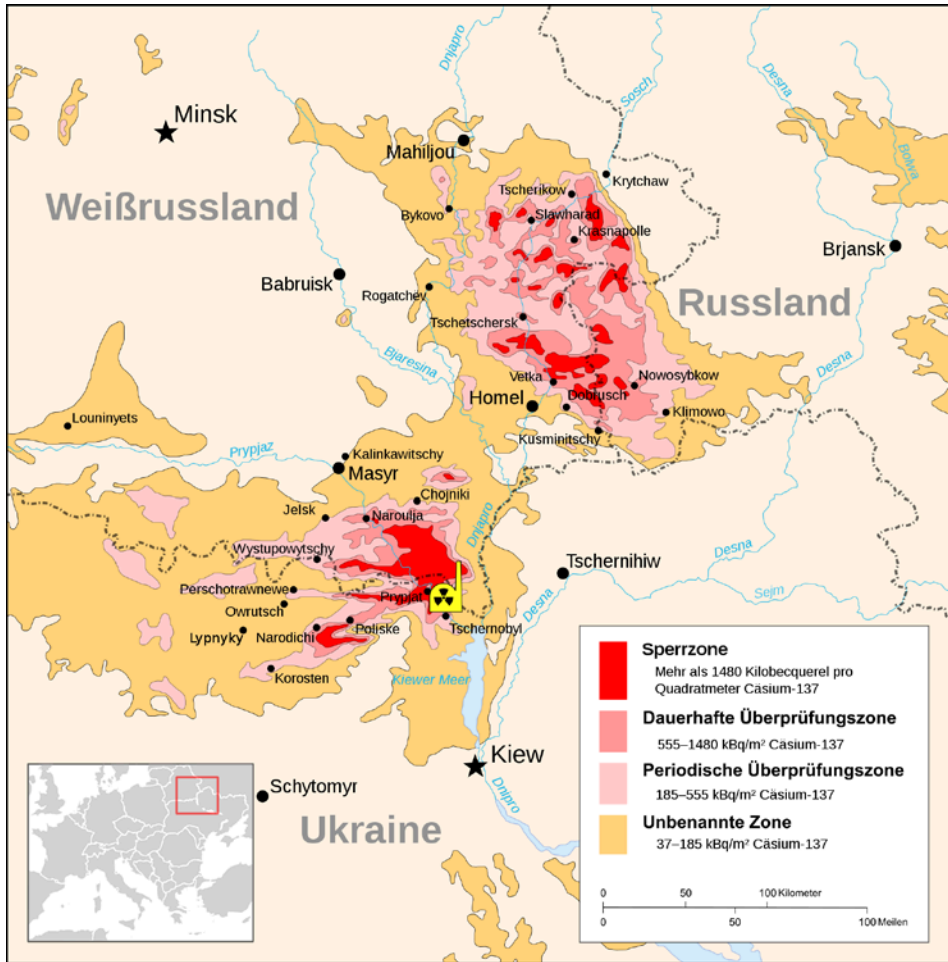 Dnjapro
Desna
Sosch
Minsk
Mahiljou
Bolwa
Krytchaw
Tscherikow
Weißrussland
Bykovo
Slawharad
Krasnapolle
Brjansk
Babruisk
Rogatchev
Russland
Tschetschersk
Bjaresina
Desna
Vetka
Nowosybkow
Homel
Dobrusch
Klimowo
Louninyets
Kusminitschy
Prypjaz
Kalinkawitschy
Masyr
Chojniki
Dnjapro
Jelsk
Naroulja
Wystupowytschy
Desna
Tschernihiw
Perschotrawnewe
Prypjat
Desna
Sejm
Owrutsch
Lypnyky
Narodichi
Poliske
Tschernobyl
Korosten
Kiewer Meer
Kiew
Dnipro
Schytomyr
Ukraine
Sperrzone
Mehr als 1480 Kilobecquerel pro
Quadratmeter Cäsium-137
Dauerhafte Überprüfungszone
555–1480 kBq/m² Cäsium-137
Periodische Überprüfungszone
185–555 kBq/m² Cäsium-137
Unbenannte Zone
37–185 kBq/m² Cäsium-137
0 50 100 Kilometer
0 50 100 Meilen